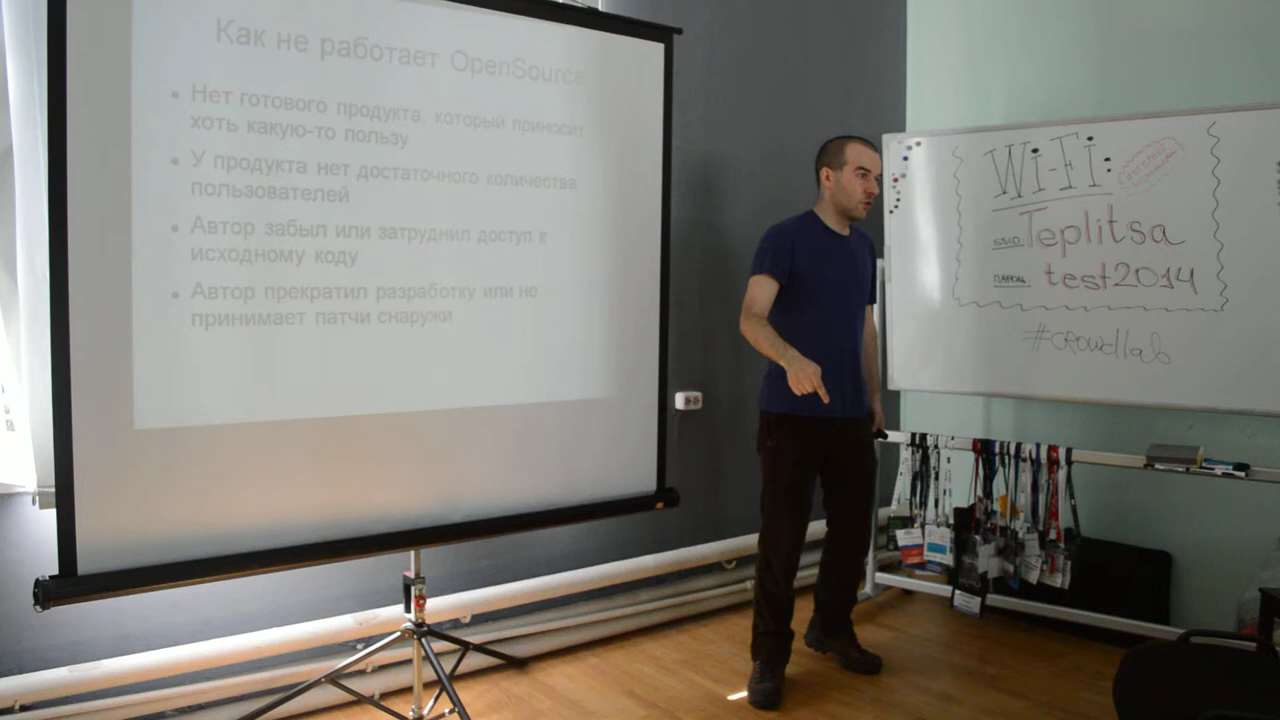 Как не работает OpenSource
• Нет готового продукта, который приносит
хоть какую-то пользу
• У продукта нет достаточного количества
пользователей
• Автор забыл или затруднил доступ к
исходному коду
• Автор прекратил разработку или не
принимает патчи снаружи
Wi-Fi:
SSID Teplitsa
ПАРОЛЬ test2014
#CROWDLAB